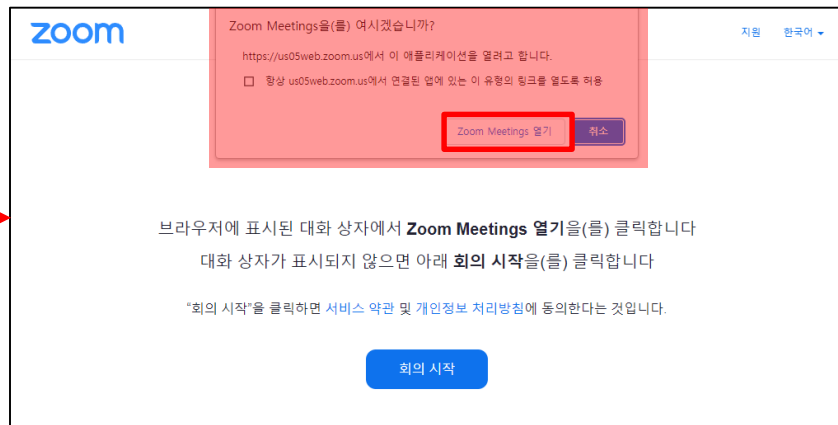 zoom
지원 한국어
Zoom Meetings을(를) 여시겠습니까?
https://us05web.zoom.us에서 이 애플리케이션을 열려고 합니다.
항상 us05web.zoom.us에서 연결된 앱에 있는 이 유형의 링크를 열도록 허용
Zoom Meetings 열기 취소
브라우저에 표시된 대화 상자에서 Zoom Meetings 열기을(를) 클릭합니다
대화 상자가 표시되지 않으면 아래 회의 시작을(를) 클릭합니다
“회의 시작”을 클릭하면 서비스 약관 및 개인정보 처리방침에 동의한다는 것입니다.
회의 시작